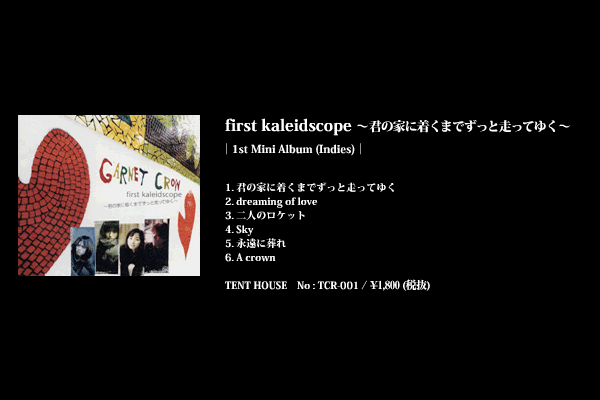 GARNET CROW
first kaleidscope
～君の家に着くまでずっと走ってゆく～
first kaleidscope ～君の家に着くまでずっと走ってゆく～
| 1st Mini Album (Indies) |
1. 君の家に着くまでずっと走ってゆく
2. dreaming of love
3. 二人のロケット
4. Sky
5. 永遠に葬れ
6. A crown
TENT HOUSE No : TCR-001 / ¥1,800 (税抜)